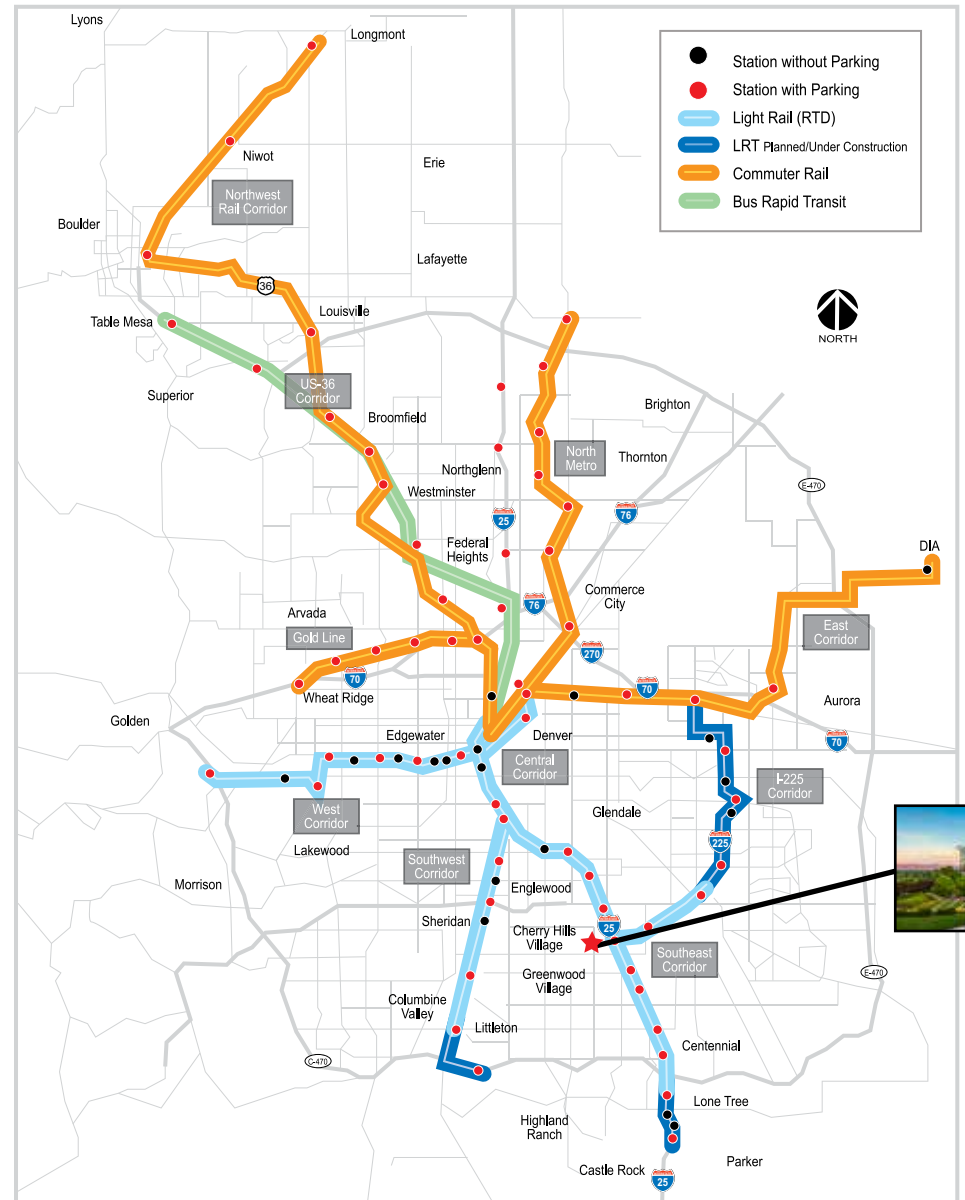 Lyons
Longmont
Station without Parking
Station with Parking
Light Rail (RTD)
LRT Planned/Under Construction
Commuter Rail
Bus Rapid Transit
Niwot
Erie
Northwest
Rail Corridor
Boulder
Lafayette
36
Louisville
Table Mesa
NORTH
US-36
Corridor
Superior
Broomfield
Brighton
North
Metro
Thornton
Northglenn
Westminster
E-470
25
76
Federal
Heights
DIA
Commerce
City
76
Arvada
Gold Line
East
Corridor
270
70
70
Wheat Ridge
Aurora
Golden
Edgewater
Denver
70
Central
Corridor
I-225
Corridor
West
Corridor
Glendale
Lakewood
225
Southwest
Corridor
Morrison
Englewood
Sheridan
25
Cherry Hills
Village
Southeast
Corridor
Greenwood
Village
E-470
Columbine
Valley
Littleton
Centennial
C-470
Lone Tree
Highland
Ranch
Parker
Castle Rock
25